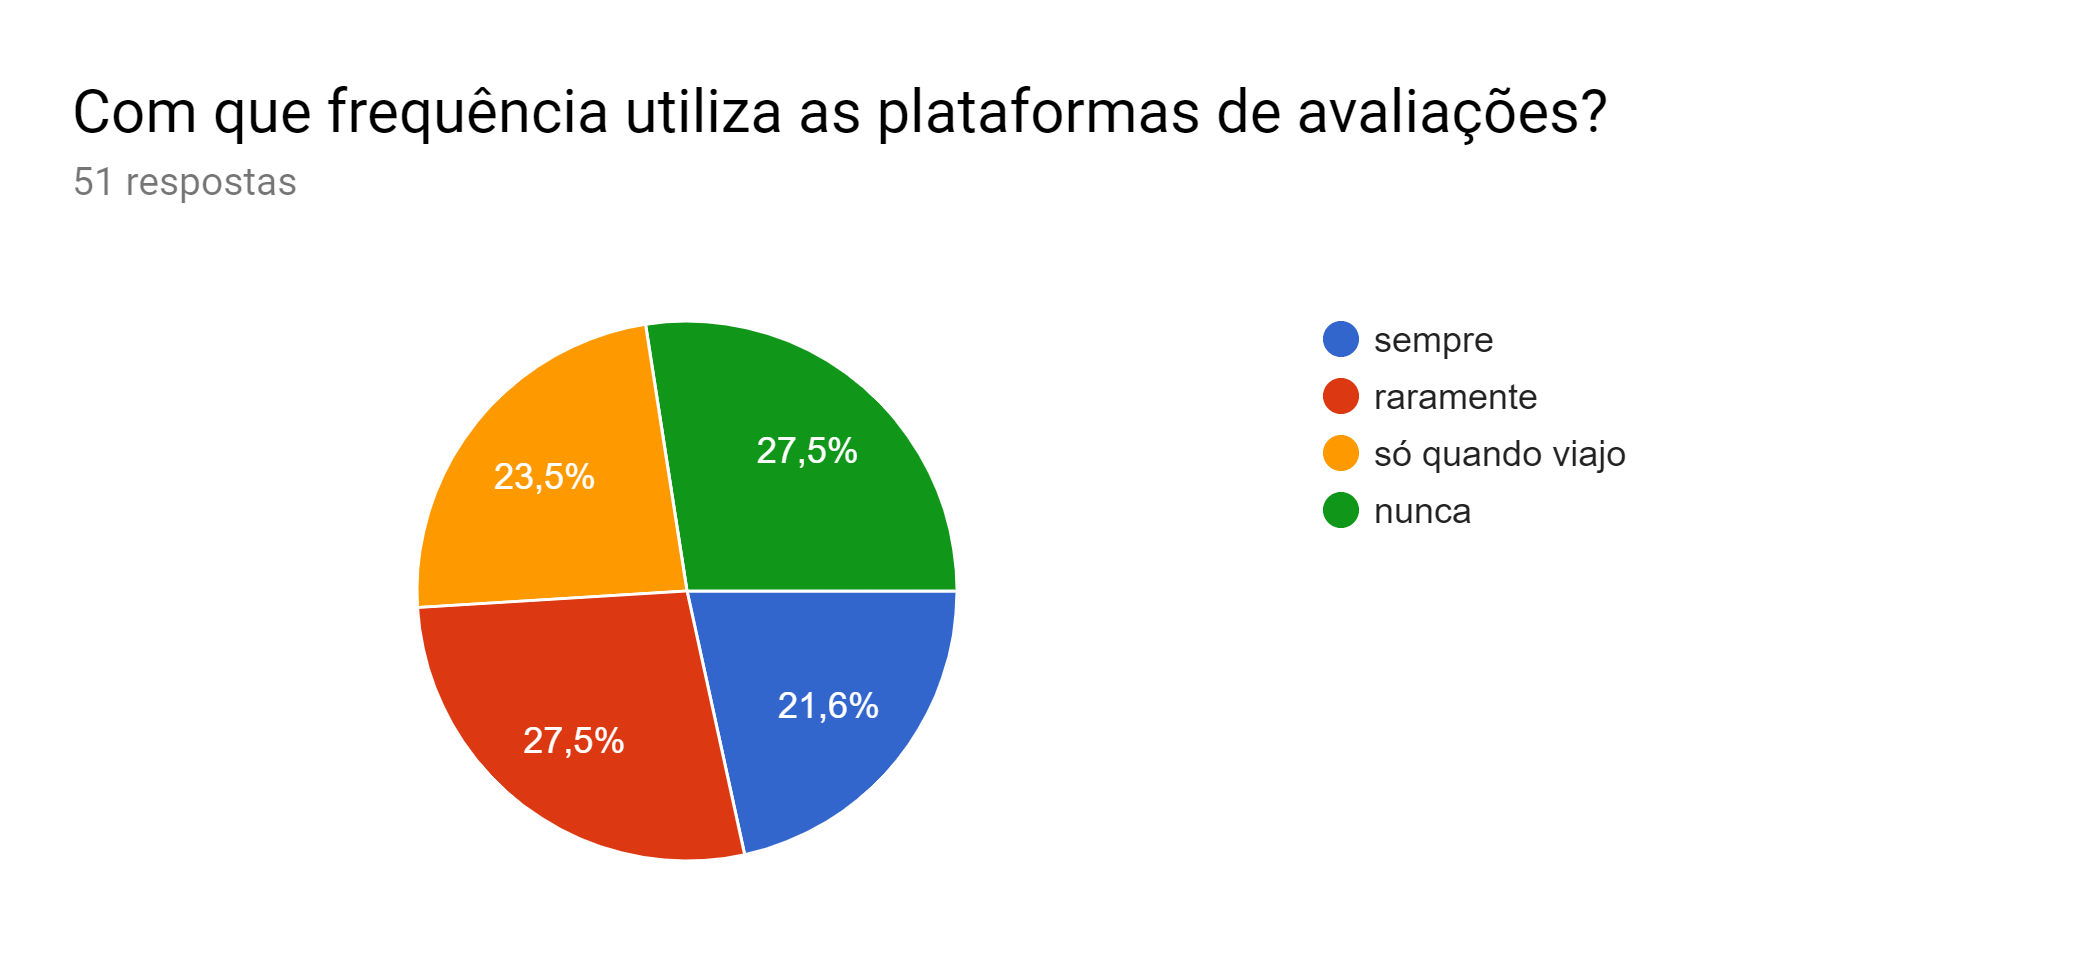 Com que frequência utiliza as plataformas de avaliações?
51 respostas
sempre
raramente
só quando viajo
nunca
27,5%
23,5%
21,6%
27,5%